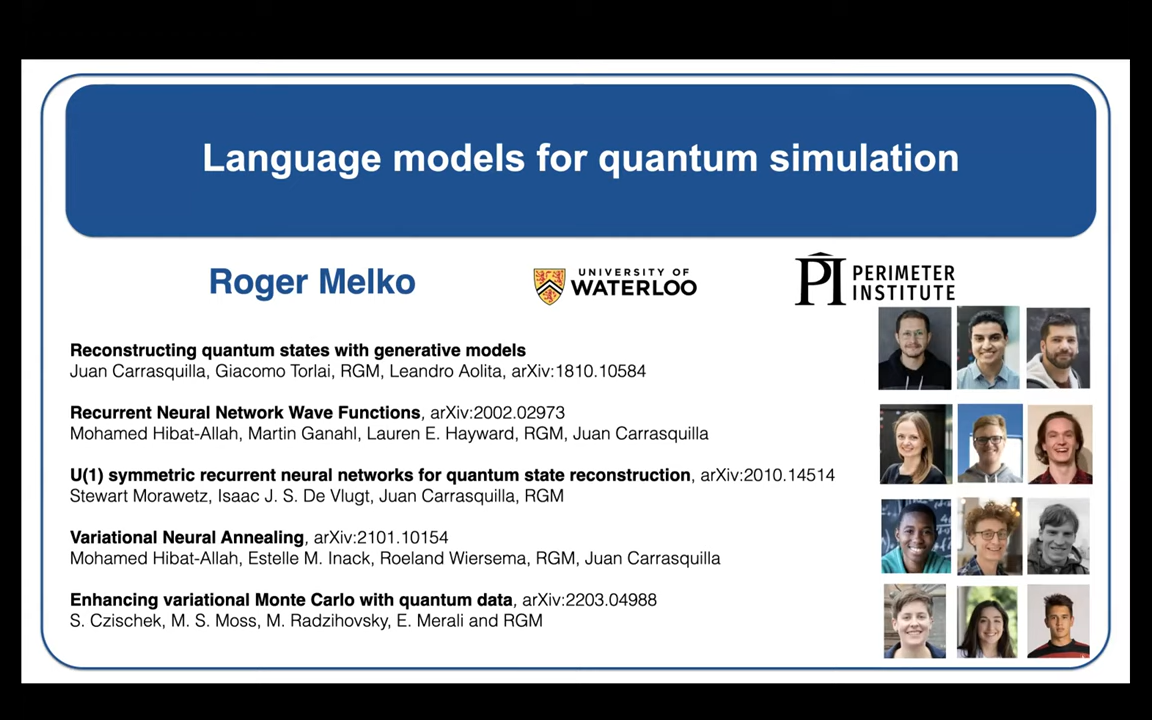 Language models for quantum simulation
Roger Melko
UNIVERSITY OF
WATERLOO
PI PERIMETER
INSTITUTE
Reconstructing quantum states with generative models
Juan Carrasquilla, Giacomo Torlai, RGM, Leandro Aolita, arXiv:1810.10584
Recurrent Neural Network Wave Functions, arXiv:2002.02973
Mohamed Hibat-Allah, Martin Ganahl, Lauren E. Hayward, RGM, Juan Carrasquilla
U(1) symmetric recurrent neural networks for quantum state reconstruction, arXiv:2010.14514
Stewart Morawetz, Isaac J. S. De Vlugt, Juan Carrasquilla, RGM
Variational Neural Annealing, arXiv:2101.10154
Mohamed Hibat-Allah, Estelle M. Inack, Roeland Wiersema, RGM, Juan Carrasquilla
Enhancing variational Monte Carlo with quantum data, arXiv:2203.04988
S. Czischek, M. S. Moss, M. Radzihovsky, E. Merali and RGM